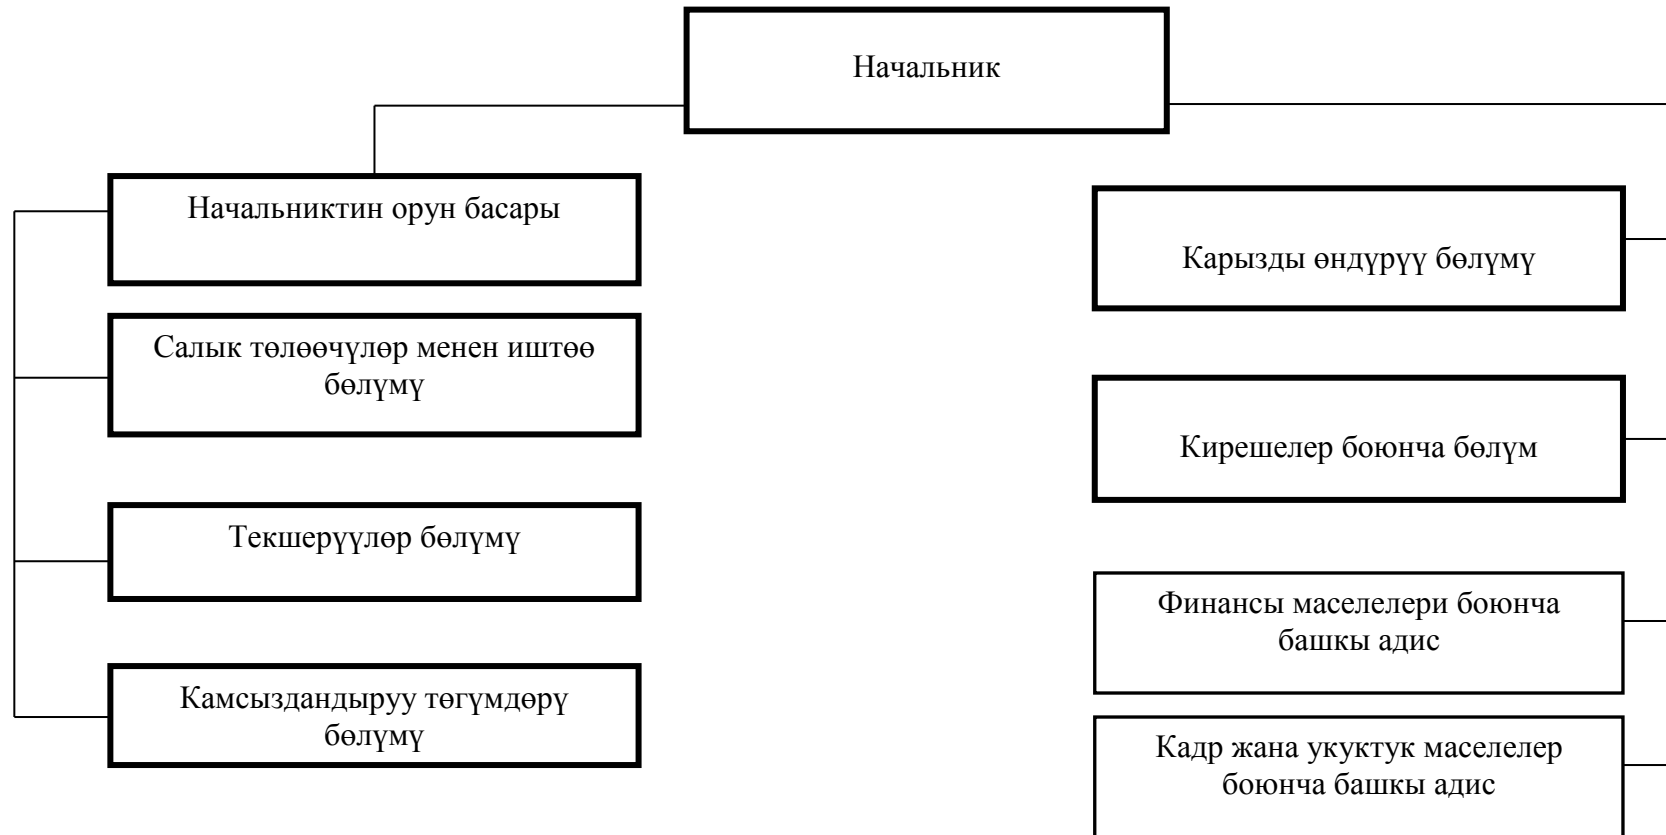 Начальник
Начальниктин орун басары
Салык төлөөчүлөр менен иштөө
бөлүмү
Текшерүүлөр бөлүмү
Камсыздандыруу төгүмдөрү
бөлүмү
Карызды өндүрүү бөлүмү
Кирешелер боюнча бөлүм
Финансы маселелери боюнча
башкы адис
Кадр жана укуктук маселелер
боюнча башкы адис